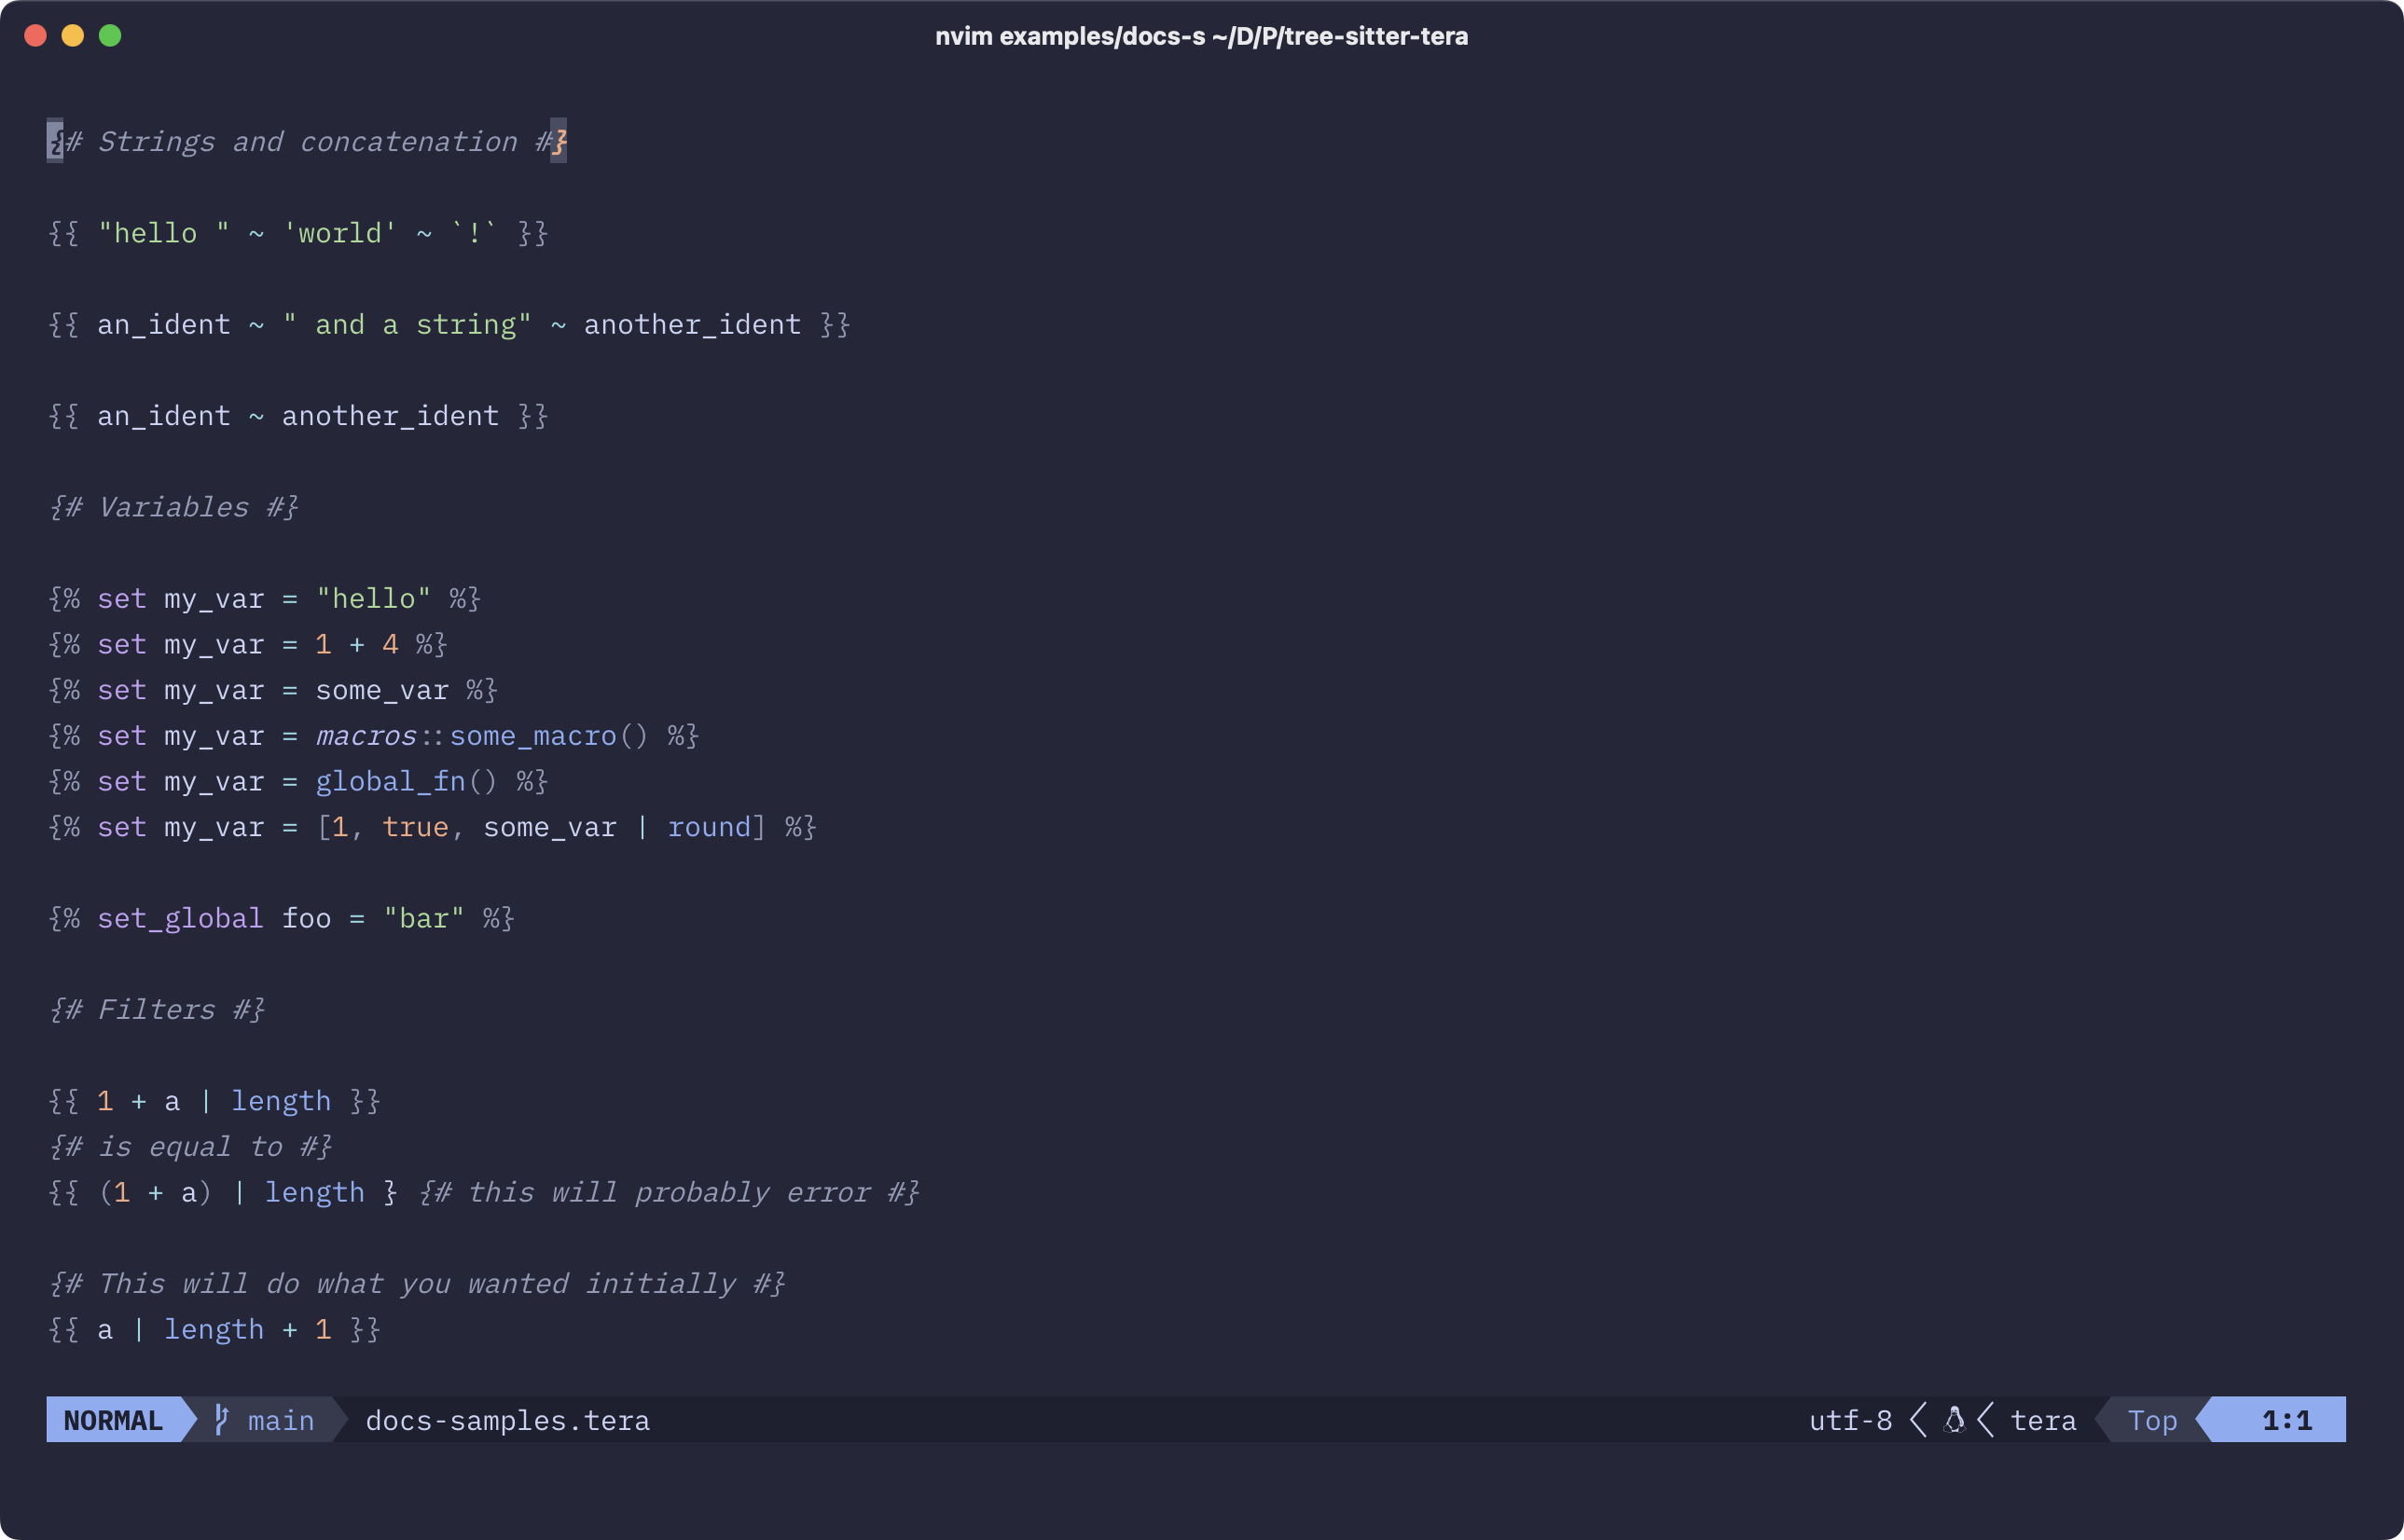 nvim examples/docs-s ~/D/P/tree-sitter-tera
{# Strings and concatenation #}
{{ "hello " ~ 'world' ~ `!` }}
{{ an_ident ~ " and a string" ~ another_ident }}
{{ an_ident ~ another_ident }}
{# Variables #}
{% set my_var = "hello" %}
{% set my_var = 1 + 4 %}
{% set my_var = some_var %}
{% set my_var = macros::some_macro() %}
{% set my_var = global_fn() %}
{% set my_var = [1, true, some_var | round] %}
{% set_global foo = "bar" %}
{# Filters #}
{{ 1 + a | length }}
{# is equal to #}
{{ (1 + a) | length } {# this will probably error #}
{# This will do what you wanted initially #}
{{ a | length + 1 }}
NORMAL main docs-samples.tera utf-8 tera Top 1:1